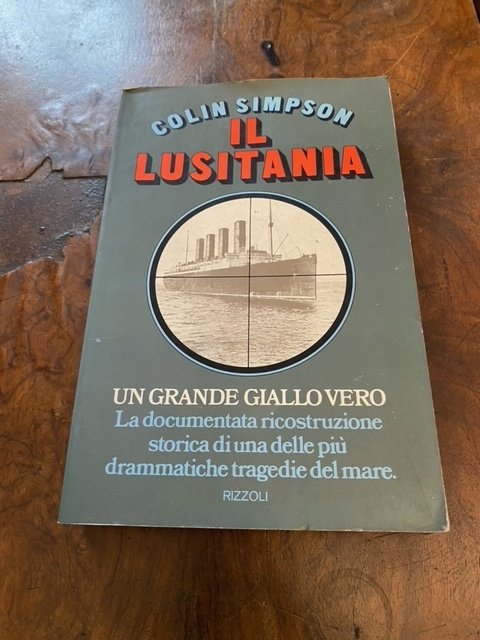 COLIN SIMPSON
IL
LUSITANIA
UN GRANDE GIALLO VERO
La documentata ricostruzione
storica di una delle più
drammatiche tragedie del mare.
RIZZOLI